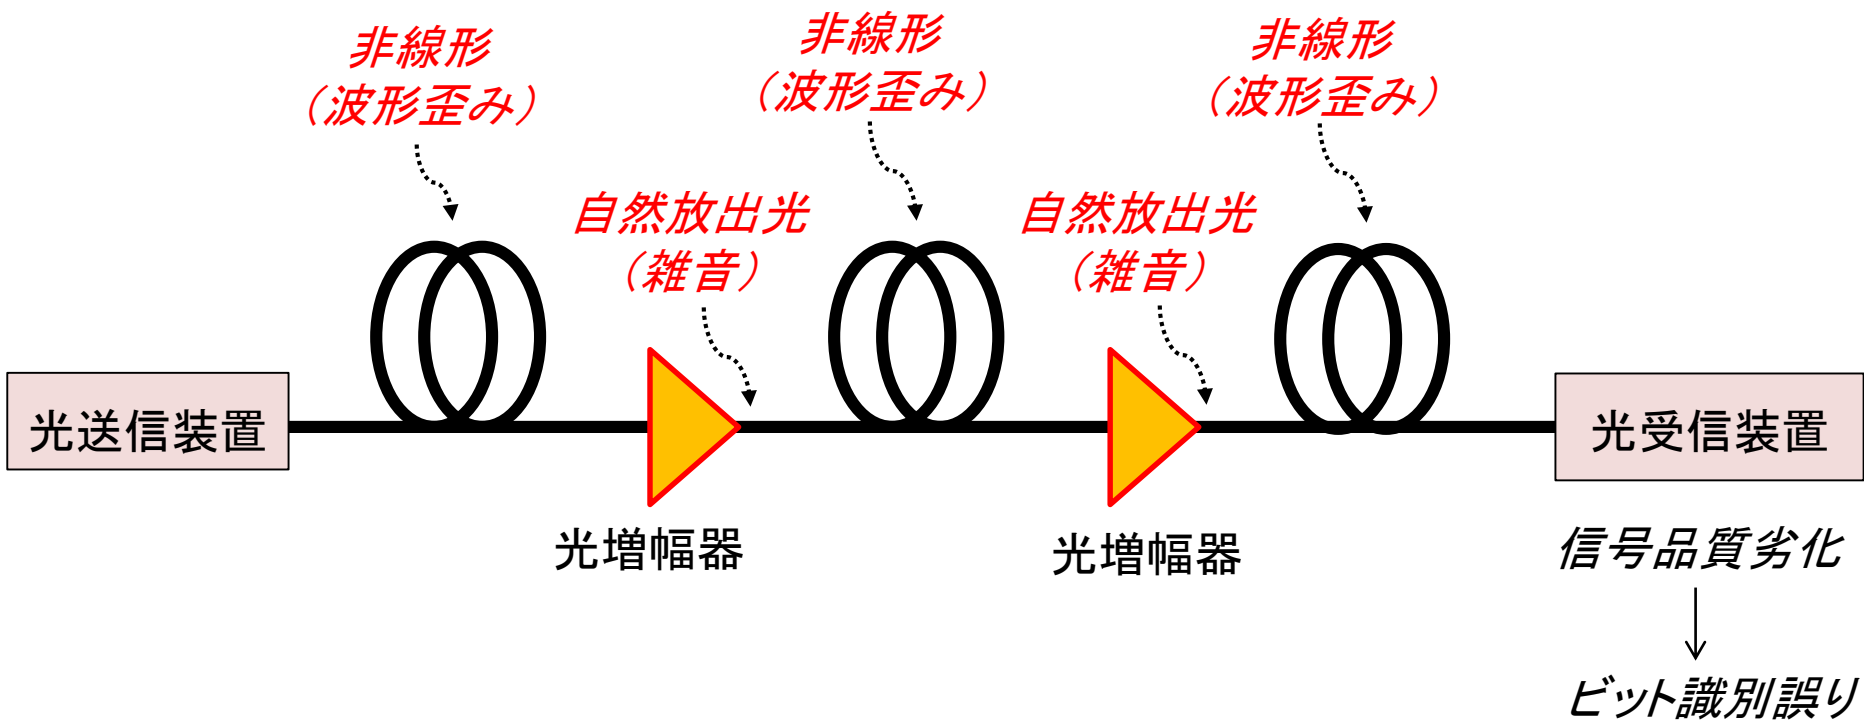 非線形
（波形歪み）
非線形
（波形歪み）
非線形
（波形歪み）
自然放出光
（雑音）
自然放出光
（雑音）
光送信装置
光受信装置
光増幅器
光増幅器
信号品質劣化
ビット識別誤り